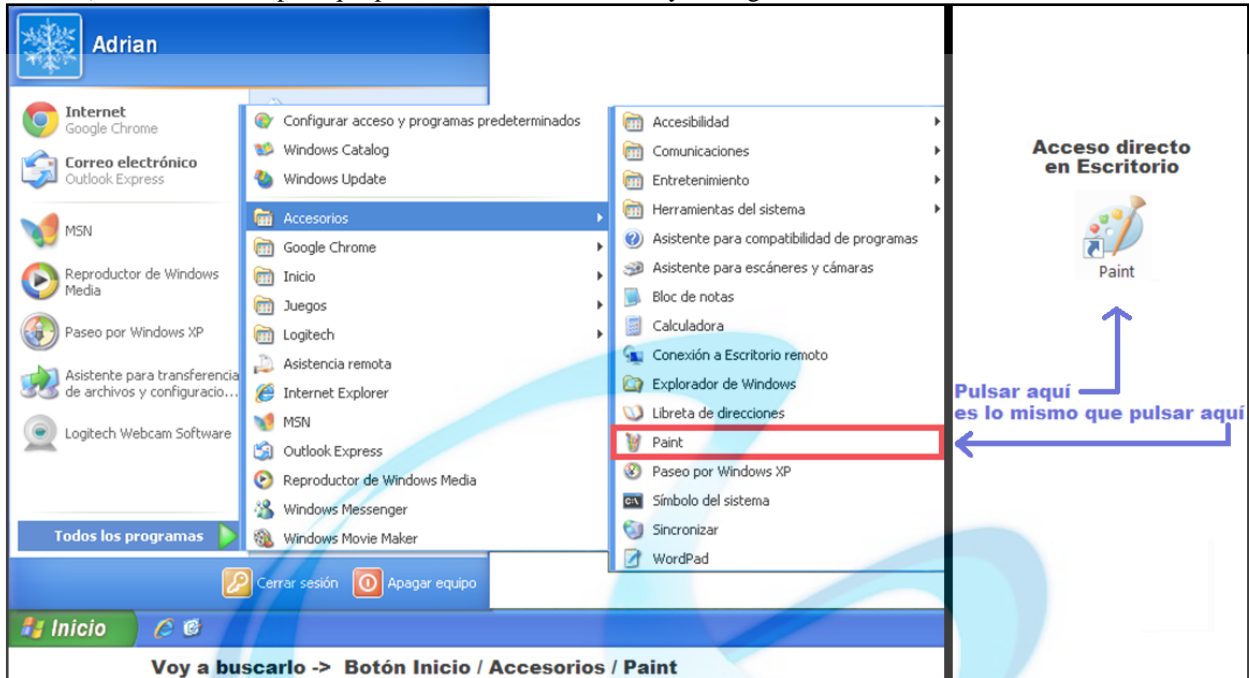 Adrian
Internet
Google Chrome
Correo electrónico
Outlook Express
MSN
Reproductor de Windows
Media
Paseo por Windows XP
Asistente para transferencia
de archivos y configuracio...
Logitech Webcam Software
Todos los programas
Configurar acceso y programas predeterminados
Windows Catalog
Windows Update
Accesorios
Google Chrome
Inicio
Juegos
Logitech
Asistencia remota
Internet Explorer
MSN
Outlook Express
Reproductor de Windows Media
Windows Messenger
Windows Movie Maker
Accesibilidad
Comunicaciones
Entretenimiento
Herramientas del sistema
Asistente para compatibilidad de programas
Asistente para escáneres y cámaras
Bloc de notas
Calculadora
Conexión a Escritorio remoto
Explorador de Windows
Libreta de direcciones
Paint
Paseo por Windows XP
Símbolo del sistema
Sincronizar
WordPad
Cerrar sesión
Apagar equipo
Inicio
Voy a buscarlo -> Botón Inicio / Accesorios / Paint
Acceso directo
en Escritorio
Paint
Pulsar aquí
es lo mismo que pulsar aquí